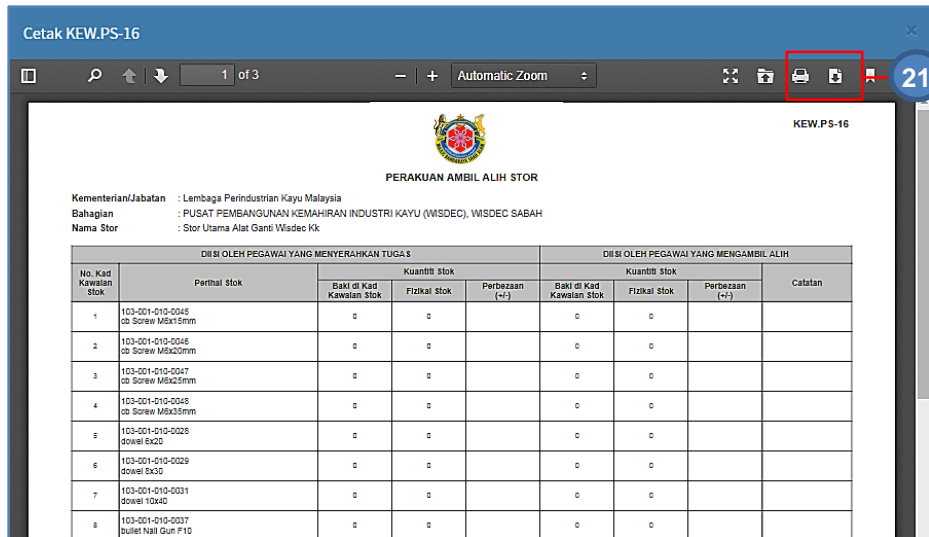 Cetak KEW.PS-16
1 of 3
Automatic Zoom
21
KEW.PS-16
PERAKUAN AMBIL ALIH STOR
Kementerian/Jabatan : Lembaga Perindustrian Kayu Malaysia
Bahagian : PUSAT PEMBANGUNAN KEMAHIRAN INDUSTRI KAYU (WISDEC), WISDEC SABAH
Nama Stor : Stor Utama Alat Ganti Wisdec Kk
DIISI OLEH PEGAWAI YANG MENYERAHKAN TUGAS DIISI OLEH PEGAWAI YANG MENGAMBIL ALIH
No. Kad Kawalan Stok Perihal Stok Kuantiti Stok Kuantiti Stok Catatan
Baki di Kad Kawalan Stok Fizikal Stok Perbezaan (+/-) Baki di Kad Kawalan Stok Fizikal Stok Perbezaan (+/-)
1 103-001-010-0045 0 0 0 0
cb Screw M6x15mm
2 103-001-010-0046 0 0 0 0
cb Screw M6x20mm
3 103-001-010-0047 0 0 0 0
cb Screw M6x25mm
4 103-001-010-0048 0 0 0 0
cb Screw M6x35mm
5 103-001-010-0028 0 0 0 0
dowel 6x20
6 103-001-010-0029 0 0 0 0
dowel 8x30
7 103-001-010-0031 0 0 0 0
dowel 10x40
8 103-001-010-0037 0 0 0 0
bullet Nail Gun F10